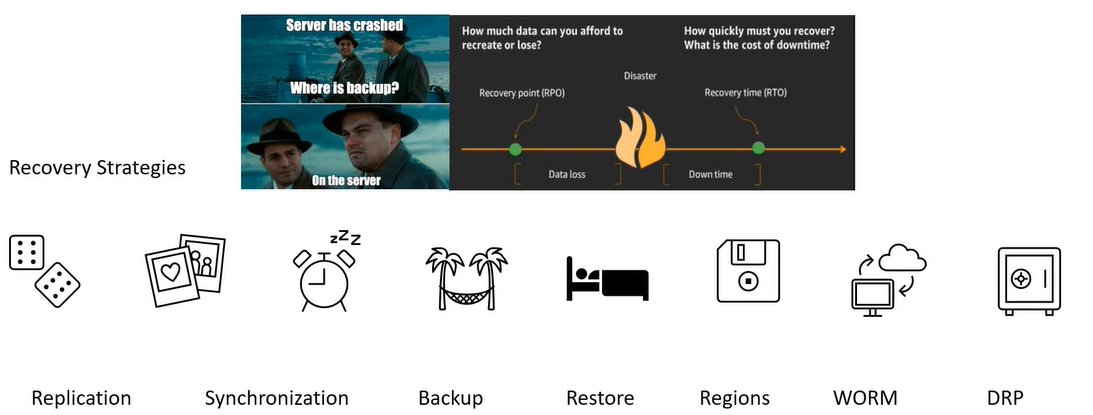 Server has crashed
Where is backup?
On the server
How much data can you afford to
recreate or lose?
How quickly must you recover?
What is the cost of downtime?
Disaster
Recovery point (RPO)
Recovery time (RTO)
Data loss
Down time
Recovery Strategies
zZZ
Replication
Synchronization
Backup
Restore
Regions
WORM
DRP